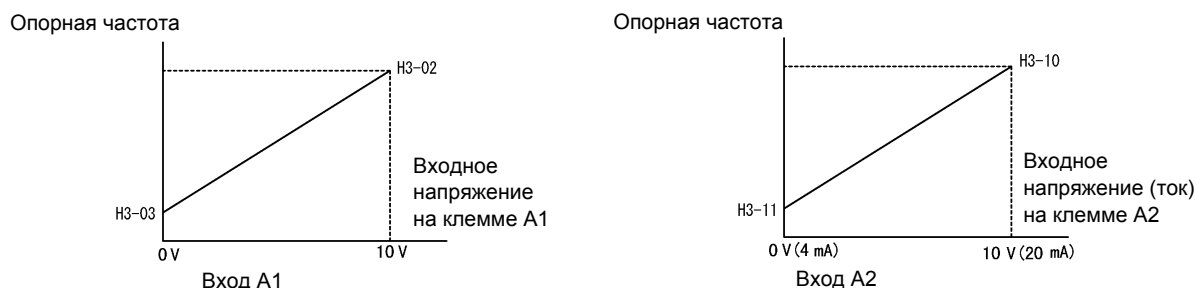 Опорная частота
H3-02
Входное
напряжение
на клемме A1
H3-03
0V
10 V
Вход A1
Опорная частота
H3-10
Входное
напряжение (ток)
на клемме A2
H3-11
0 V(4 mA)
10 V(20 mA)
Вход A2